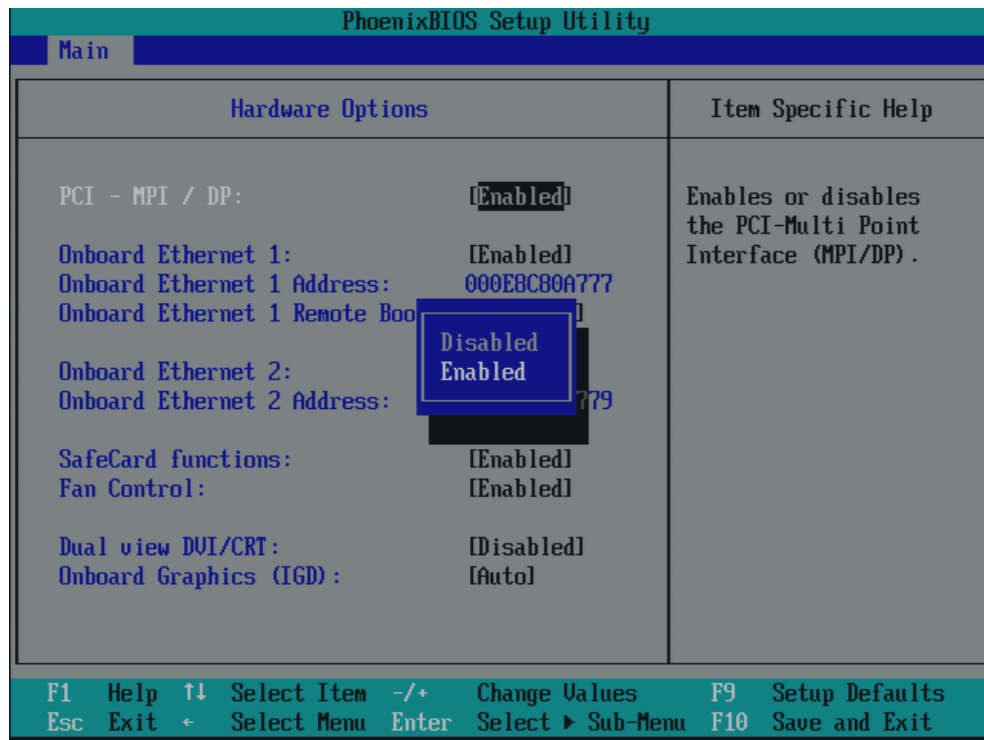 PhoenixBIOS Setup Utility
Main
Hardware Options
Item Specific Help
PCI - MPI / DP: [Enabled]
Onboard Ethernet 1: [Enabled]
Onboard Ethernet 1 Address: 000E8C80A777
Onboard Ethernet 1 Remote Boo ]
Onboard Ethernet 2:
Onboard Ethernet 2 Address: 779
SafeCard functions: [Enabled]
Fan Control: [Enabled]
Dual view DVI/CRT: [Disabled]
Onboard Graphics (IGD): [Auto]
Disabled
Enabled
Enables or disables
the PCI-Multi Point
Interface (MPI/DP).
F1 Help ↑↓ Select Item -/+ Change Values F9 Setup Defaults
Esc Exit ← Select Menu Enter Select ▶ Sub-Menu F10 Save and Exit